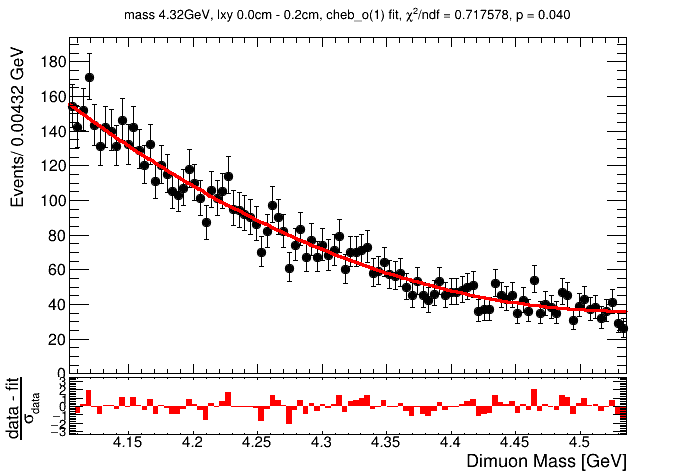 mass 4.32GeV, lxy 0.0cm - 0.2cm, cheb_o(1) fit, χ²/ndf = 0.717578, p = 0.040
Events/ 0.00432 GeV
180
160
140
120
100
80
60
40
20
0
data - fit
σdata
3
2
1
0
−1
−2
−3
4.15 4.2 4.25 4.3 4.35 4.4 4.45 4.5
Dimuon Mass [GeV]